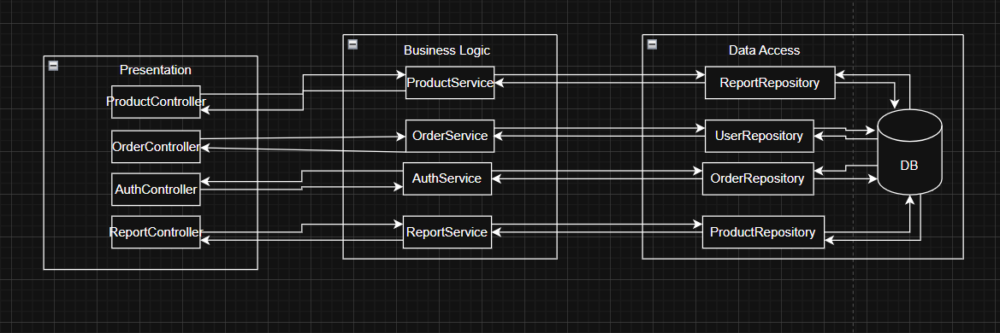 Presentation
ProductController
OrderController
AuthController
ReportController
Business Logic
ProductService
OrderService
AuthService
ReportService
Data Access
ReportRepository
UserRepository
OrderRepository
ProductRepository
DB